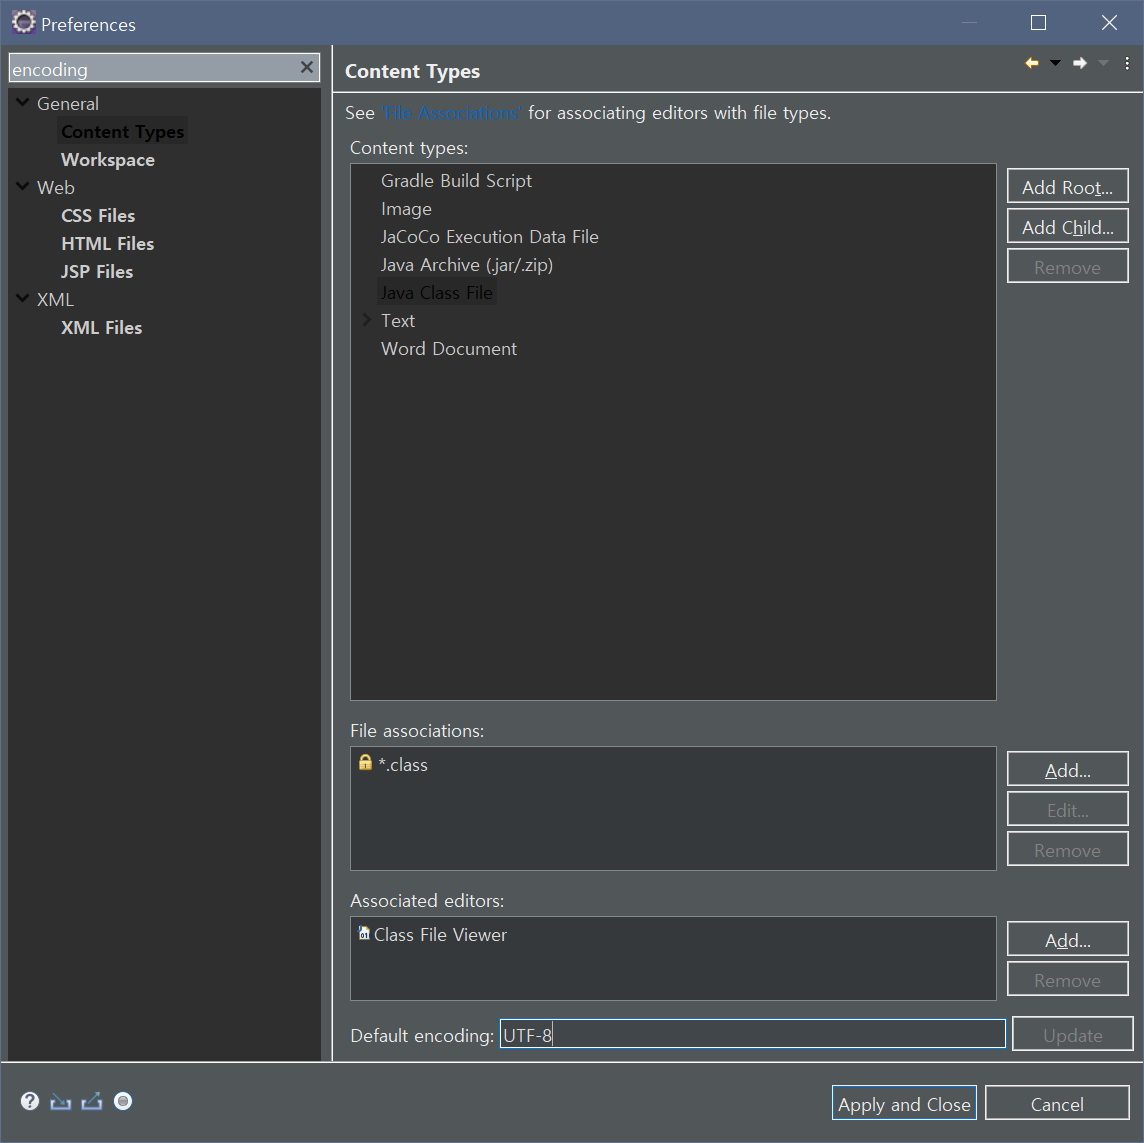 Preferences
encoding
General
Content Types
Workspace
Web
CSS Files
HTML Files
JSP Files
XML
XML Files
Content Types
See 'File Associations' for associating editors with file types.
Content types:
Gradle Build Script
Image
JaCoCo Execution Data File
Java Archive (.jar/.zip)
Java Class File
Text
Word Document
Add Root...
Add Child...
Remove
File associations:
*.class
Add...
Edit...
Remove
Associated editors:
Class File Viewer
Add...
Remove
Default encoding: UTF-8 Update
Apply and Close Cancel